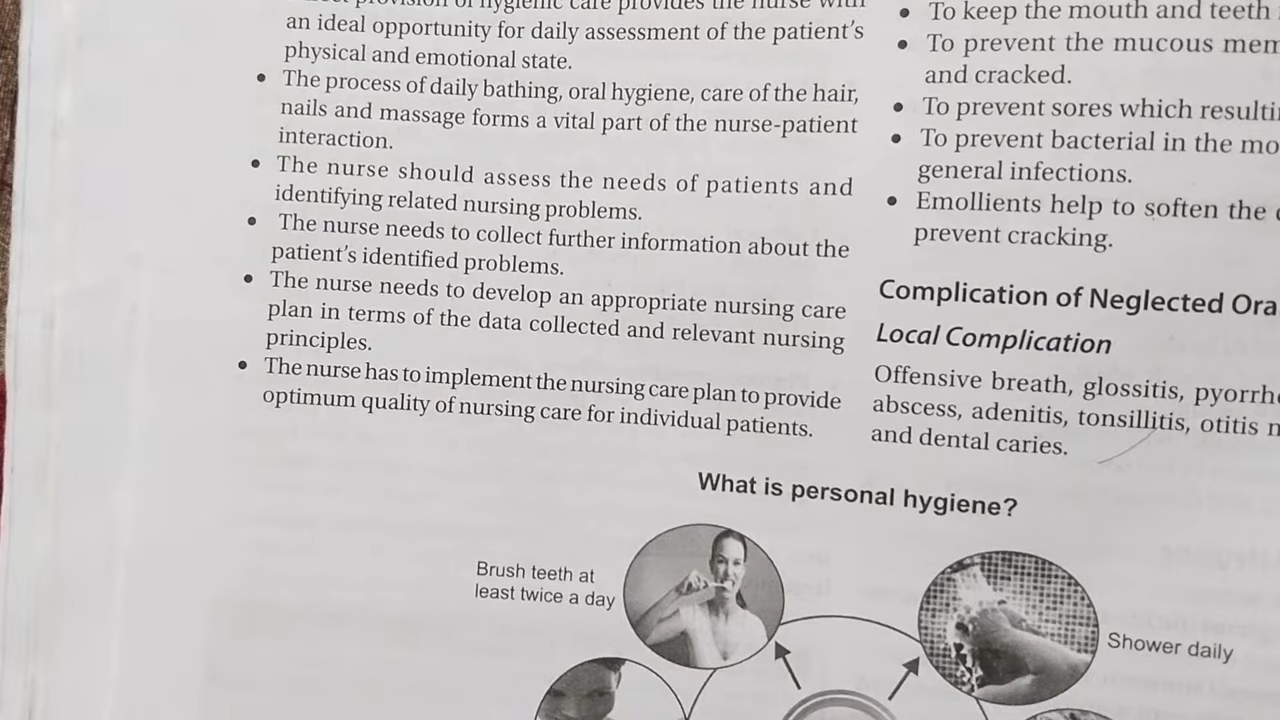 provision of hygienic care provides the nurse with
an ideal opportunity for daily assessment of the patient's
physical and emotional state.
• The process of daily bathing, oral hygiene, care of the hair,
nails and massage forms a vital part of the nurse-patient
interaction.
• The nurse should assess the needs of patients and
identifying related nursing problems.
• The nurse needs to collect further information about the
patient's identified problems.
• The nurse needs to develop an appropriate nursing care
plan in terms of the data collected and relevant nursing
principles.
• The nurse has to implement the nursing care plan to provide
optimum quality of nursing care for individual patients.
• To keep the mouth and teeth
• To prevent the mucous mem
and cracked.
• To prevent sores which resulti
• To prevent bacterial in the mo
general infections.
• Emollients help to soften the
prevent cracking.
Complication of Neglected Ora
Local Complication
Offensive breath, glossitis, pyorrh
abscess, adenitis, tonsillitis, otitis
and dental caries.
What is personal hygiene?
Brush teeth at
least twice a day
Shower daily